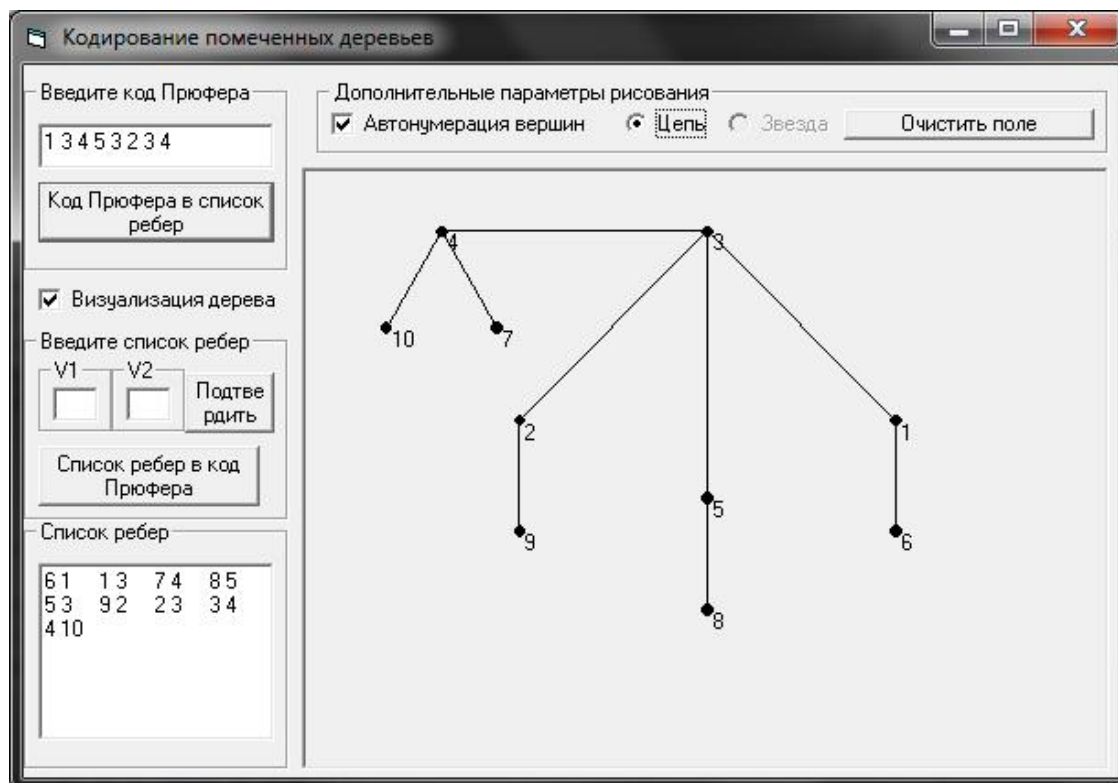 Кодирование помеченных деревьев
Введите код Прюфера
1 3 4 5 3 2 3 4
Код Прюфера в список
ребер
Визуализация дерева
Введите список ребер
V1 V2
Подтве
рдить
Список ребер в код
Прюфера
Список ребер
6 1 1 3 7 4 8 5
5 3 9 2 2 3 3 4
4 10
Дополнительные параметры рисования
Автонумерация вершин Цепь Звезда Очистить поле
4 3
10 7
2 1
5
9 6
8